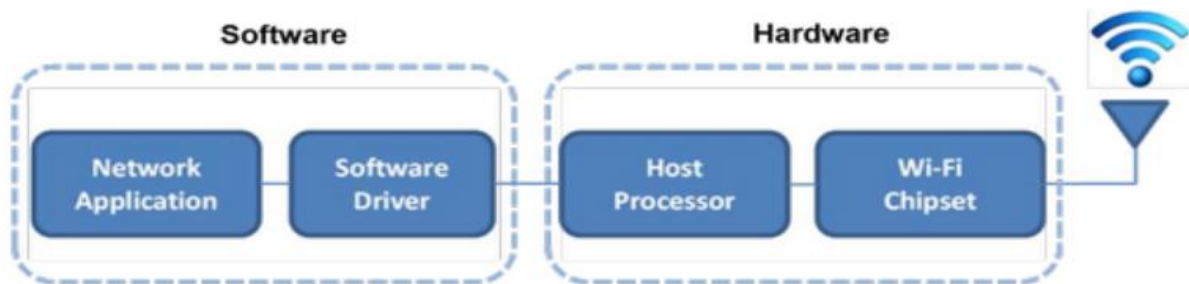 Software
Hardware
Network
Application
Software
Driver
Host
Processor
Wi-Fi
Chipset